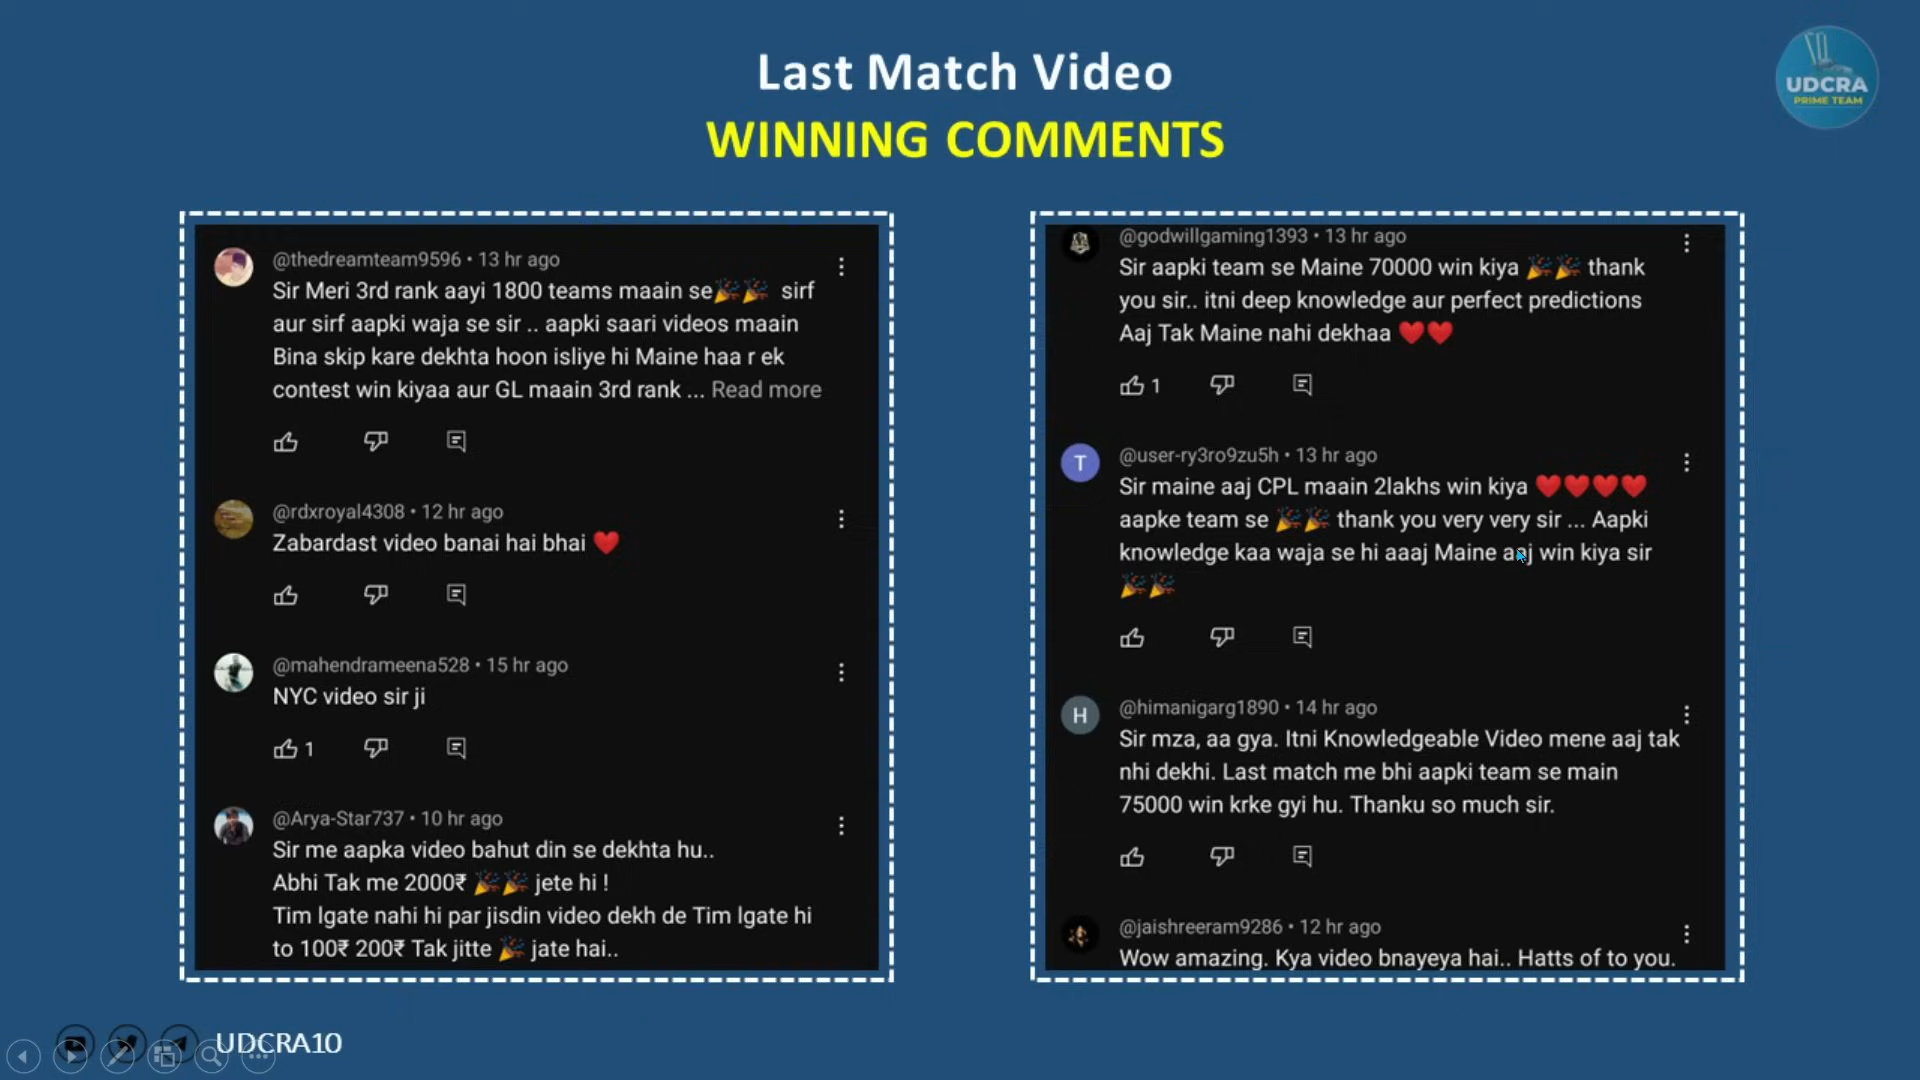 Last Match Video
WINNING COMMENTS
UDCRA
PRIME TEAM
@thedreamteam9596 • 13 hr ago
Sir Meri 3rd rank aayi 1800 teams maain se🎉🎉 sirf
aur sirf aapki waja se sir .. aapki saari videos maain
Bina skip kare dekhta hoon isliye hi Maine haa r ek
contest win kiyaa aur GL maain 3rd rank ... Read more
@rdxroyal4308 • 12 hr ago
Zabardast video banai hai bhai ❤️
@mahendrameena528 • 15 hr ago
NYC video sir ji
1
@Arya-Star737 • 10 hr ago
Sir me aapka video bahut din se dekhta hu..
Abhi Tak me 2000₹ 🎉🎉 jete hi !
Tim lgate nahi hi par jisdin video dekh de Tim lgate hi
to 100₹ 200₹ Tak jitte 🎉 jate hai..
@godwillgaming1393 • 13 hr ago
Sir aapki team se Maine 70000 win kiya 🎉🎉 thank
you sir.. itni deep knowledge aur perfect predictions
Aaj Tak Maine nahi dekhaa ❤️❤️
1
T
@user-ry3ro9zu5h • 13 hr ago
Sir maine aaj CPL maain 2lakhs win kiya ❤️❤️❤️❤️
aapke team se 🎉🎉 thank you very very sir ... Aapki
knowledge kaa waja se hi aaaj Maine aaj win kiya sir
🎉🎉
H
@himanigarg1890 • 14 hr ago
Sir mza, aa gya. Itni Knowledgeable Video mene aaj tak
nhi dekhi. Last match me bhi aapki team se main
75000 win krke gyi hu. Thanku so much sir.
@jaishreeram9286 • 12 hr ago
Wow amazing. Kya video bnayeya hai.. Hatts of to you.
UDCRA10